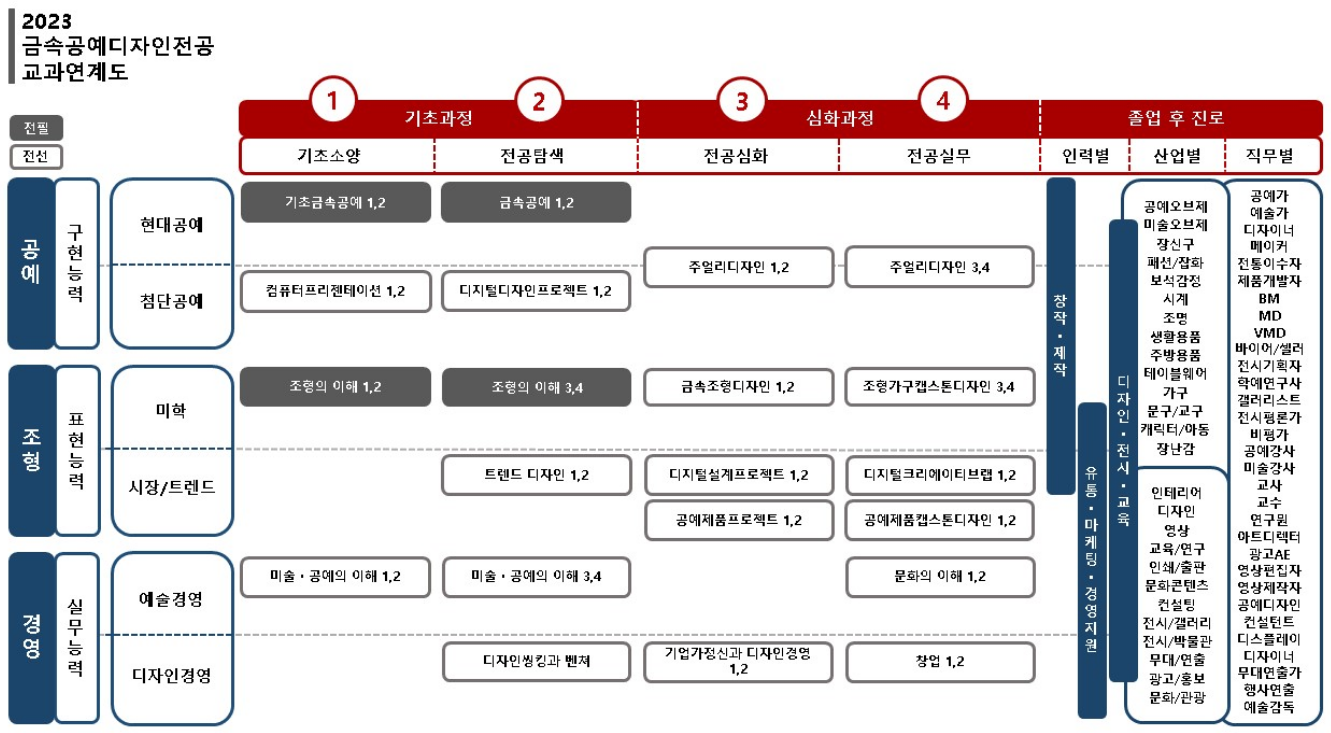 2023
금속공예디자인전공
교과연계도
전필
전선
1
2
3
4
기초과정
심화과정
졸업 후 진로
기초소양
전공탐색
전공심화
전공실무
인력별
산업별
직무별
공예
구현능력
현대공예
첨단공예
기초금속공예 1,2
금속공예 1,2
주얼리디자인 1,2
주얼리디자인 3,4
컴퓨터프리젠테이션 1,2
디지털디자인프로젝트 1,2
조형
표현능력
미학
시장/트렌드
조형의 이해 1,2
조형의 이해 3,4
금속조형디자인 1,2
조형가구캡스톤디자인 3,4
트렌드 디자인 1,2
디지털설계프로젝트 1,2
디지털크리에이티브랩 1,2
공예제품프로젝트 1,2
공예제품캡스톤디자인 1,2
경영
실무능력
예술경영
디자인경영
미술·공예의 이해 1,2
미술·공예의 이해 3,4
문화의 이해 1,2
디자인씽킹과 벤쳐
기업가정신과 디자인경영
1,2
창업 1,2
창작·제작
유통·마케팅·경영지원
디자인·전시·교육
공예오브제
미술오브제
장신구
패션/잡화
보석감정
시계
조명
생활용품
주방용품
테이블웨어
가구
문구/교구
캐릭터/아동
장난감
인테리어
디자인
영상
교육/연구
인쇄/출판
문화콘텐츠
컨설팅
전시/갤러리
전시/박물관
무대/연출
광고/홍보
문화/관광
공예가
예술가
디자이너
메이커
전통이수자
제품개발자
BM
MD
VMD
바이어/셀러
전시기획자
학예연구사
갤러리스트
전시평론가
비평가
공예강사
미술강사
교사
교수
연구원
아트디렉터
광고AE
영상편집자
영상제작자
공예디자인
컨설턴트
디스플레이
디자이너
무대연출가
행사연출
예술감독